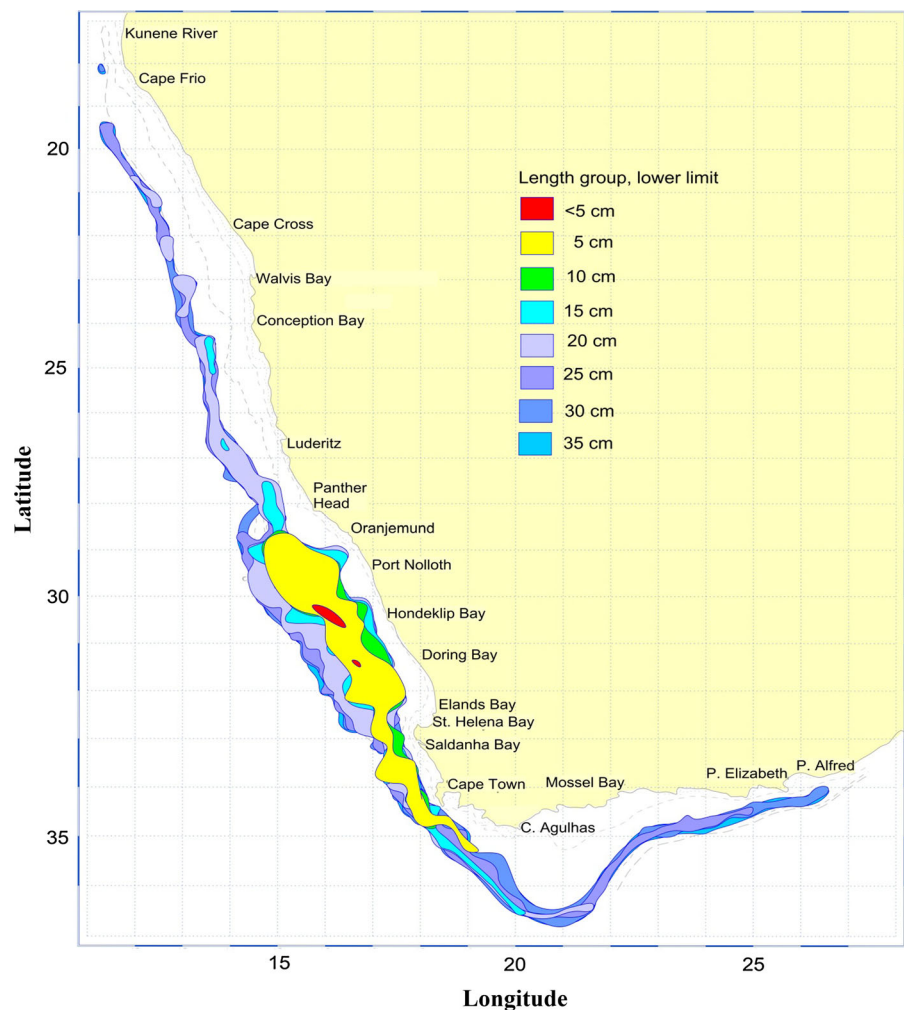 Kunene River
Cape Frio
20
Length group, lower limit
<5 cm
5 cm
Cape Cross
10 cm
Walvis Bay
15 cm
Conception Bay
20 cm
25
25 cm
30 cm
Luderitz
35 cm
Panther
Head
Latitude
Oranjemund
Port Nolloth
30
Hondeklip Bay
Doring Bay
Elands Bay
St. Helena Bay
Saldanha Bay
P. Alfred
P. Elizabeth
Cape Town
Mossel Bay
C. Agulhas
35
15
20
25
Longitude